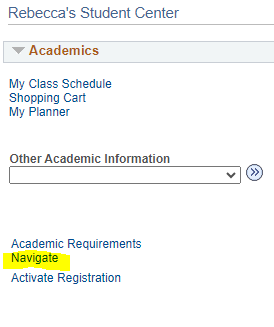 Rebecca's Student Center
Academics
My Class Schedule
Shopping Cart
My Planner
Other Academic Information
Academic Requirements
Navigate
Activate Registration